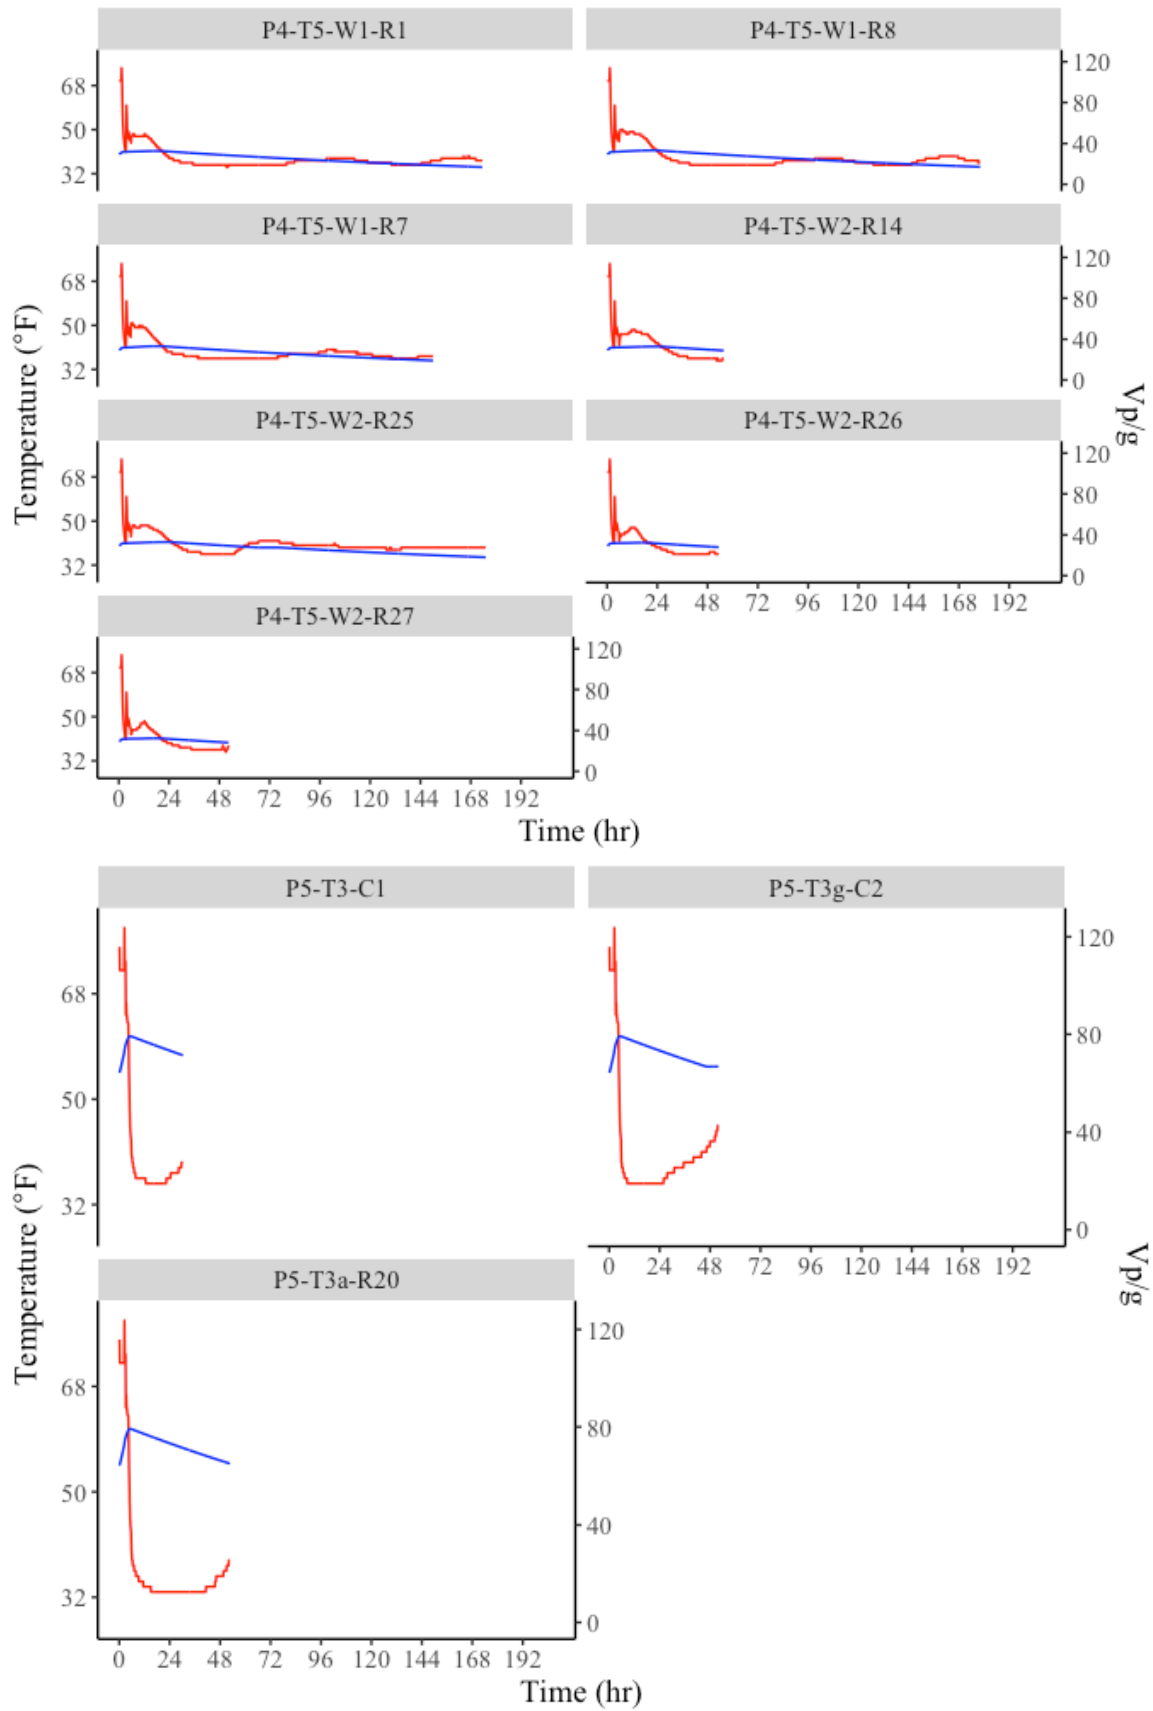 P4-T5-W1-R1 P4-T5-W1-R8
68
50
32
120
80
40
0
P4-T5-W1-R7 P4-T5-W2-R14
68
50
32
120
80
40
0
Temperature (°F)
Vp/g
P4-T5-W2-R25 P4-T5-W2-R26
68
50
32
120
80
40
0
0 24 48 72 96 120 144 168 192
P4-T5-W2-R27
68
50
32
120
80
40
0
0 24 48 72 96 120 144 168 192
Time (hr)
P5-T3-C1 P5-T3g-C2
68
50
32
120
80
40
0
0 24 48 72 96 120 144 168 192
Temperature (°F)
Vp/g
P5-T3a-R20
68
50
32
120
80
40
0
0 24 48 72 96 120 144 168 192
Time (hr)